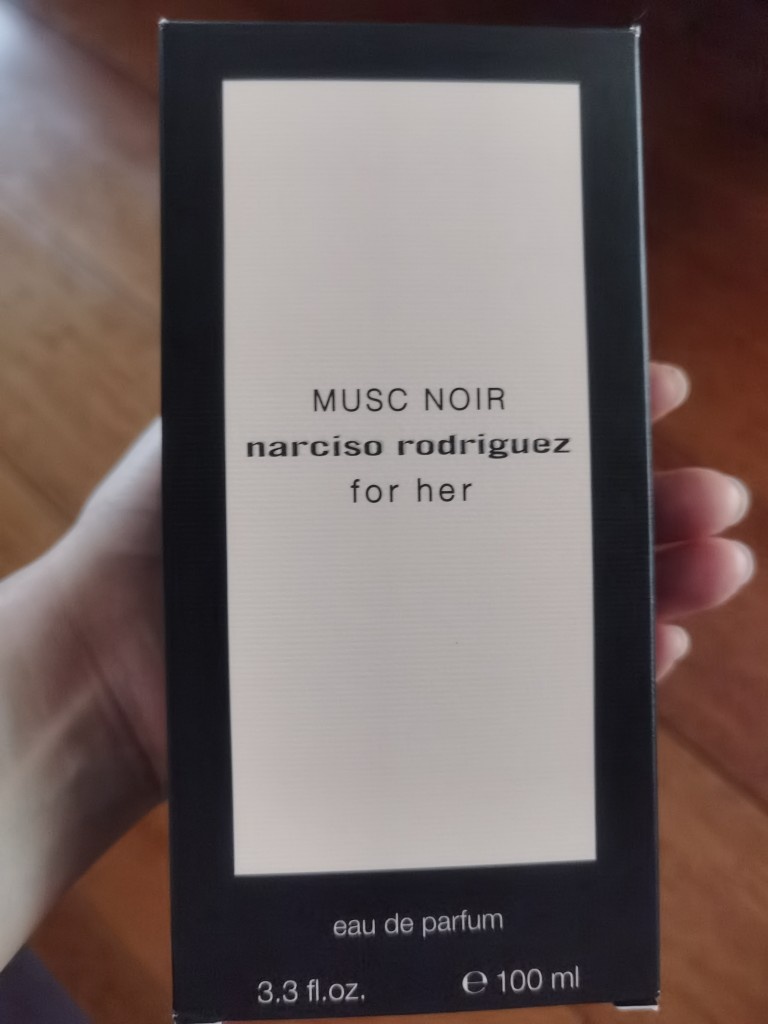 MUSC NOIR
narciso rodriguez
for her
eau de parfum
3.3 fl.oz. ℮ 100 ml